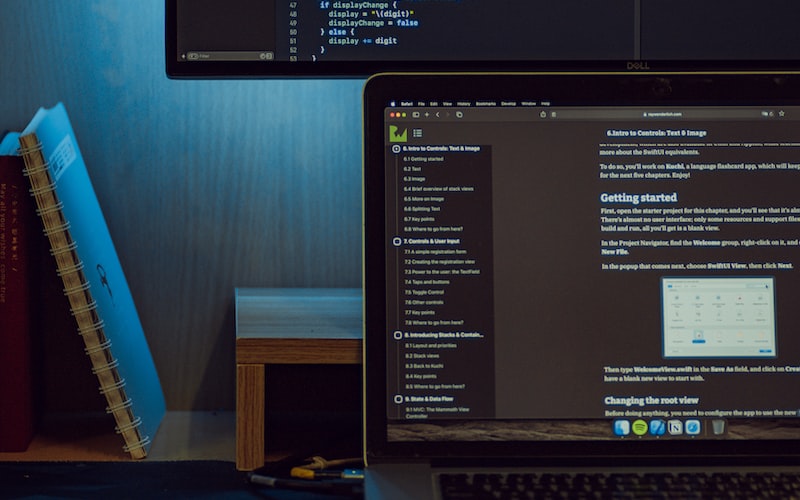 47 if displayChange {
48 display = "\(digit)"
49 displayChange = false
50 } else {
51 display += digit
52 }
53 }
Filter
DELL
Safari File Edit View History Bookmarks Develop Window Help
raywenderlich.com
6.Intro to Controls: Text & Image
6. Intro to Controls: Text & Image
6.1 Getting started
6.2 Text
6.3 Image
6.4 Brief overview of stack views
6.5 More on Image
6.6 Splitting Text
6.7 Key points
6.8 Where to go from here?
7. Controls & User Input
7.1 A simple registration form
7.2 Creating the registration view
7.3 Power to the user: the TextField
7.4 Taps and buttons
7.5 Toggle Control
7.6 Other controls
7.8 Key points
7.9 Where to go from here?
8. Introducing Stacks & Contain...
8.1 Layout and priorities
8.2 Stack views
8.3 Back to Kuchi
8.4 Key points
8.5 Where to go from here?
9. State & Data Flow
9.1 MVC: The Mammoth View
Controller
more about the SwiftUI equivalents.
To do so, you'll work on Kuchi, a language flashcard app, which will keep
for the next five chapters. Enjoy!
Getting started
First, open the starter project for this chapter, and you'll see that it's
There's almost no user interface; only some resources and support files
build and run, all you'll get is a blank view.
In the Project Navigator, find the Welcome group, right-click on it, and
New File.
In the popup that comes next, choose SwiftUI View, then click Next.
Then type WelcomeView.swift in the Save As field, and click on
have a blank new view to start with.
Changing the root view
Before doing anything, you need to configure the app to use the new
May all your wishes come true